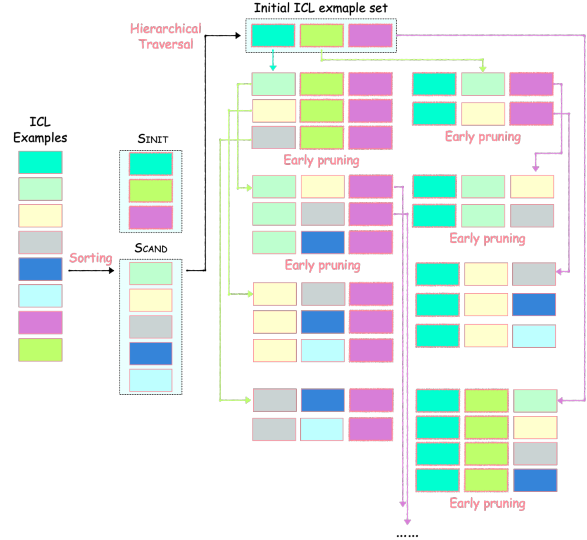 Initial ICL exmaple set
Hierarchical
Traversal
ICL
Examples
SINIT
Early pruning
Early pruning
Sorting
SCAND
Early pruning
Early pruning
Early pruning
......